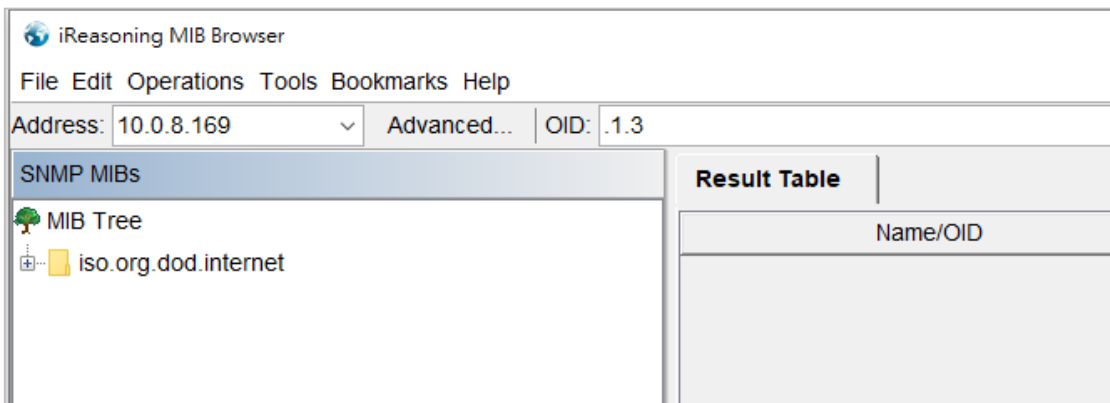 iReasoning MIB Browser
File Edit Operations Tools Bookmarks Help
Address: 10.0.8.169 Advanced... OID: .1.3
SNMP MIBs
Result Table
MIB Tree
Name/OID
iso.org.dod.internet